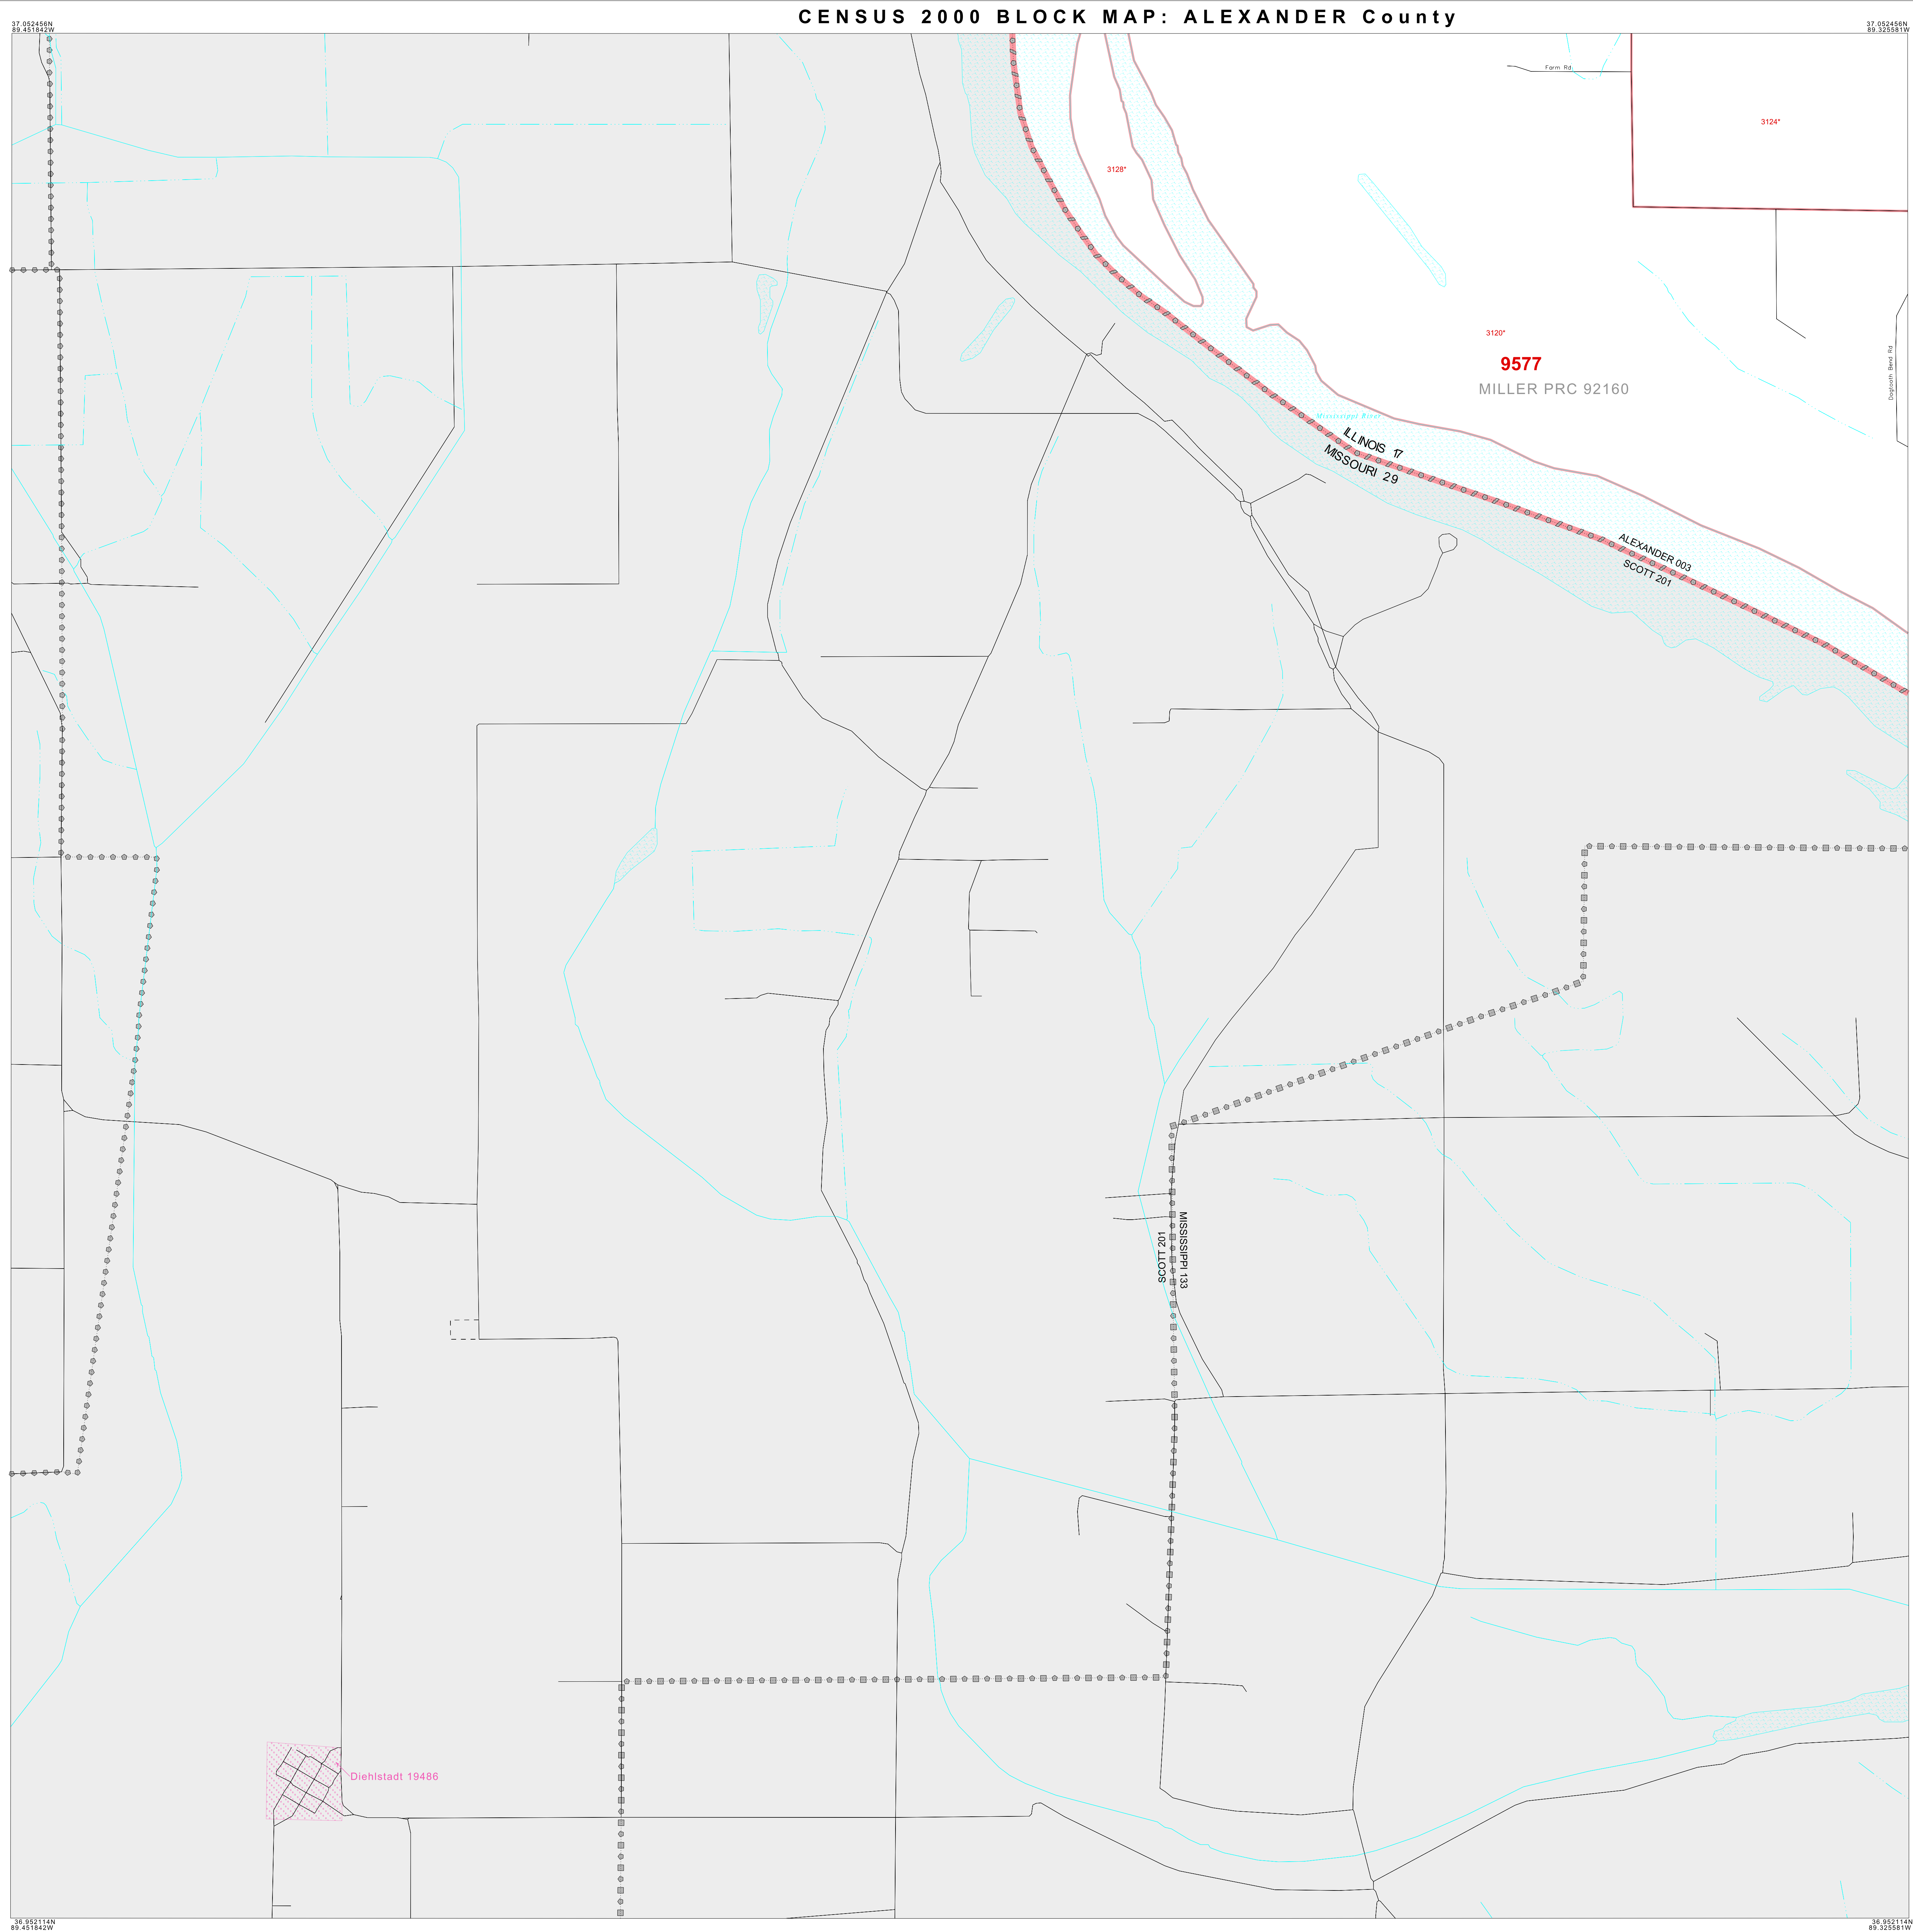 CENSUS 2000 BLOCK MAP: ALEXANDER County
37.052456N
89.451842W
37.052456N
89.325581W
Farm Rd
3124*
3128*
3120*
9577
MILLER PRC 92160
Dogtooth Bend Rd
Mississippi River
ILLINOIS 17
MISSOURI 29
ALEXANDER 003
SCOTT 201
SCOTT 201
MISSISSIPPI 133
Diehlstadt 19486
36.952114N
89.451842W
36.952114N
89.325581W